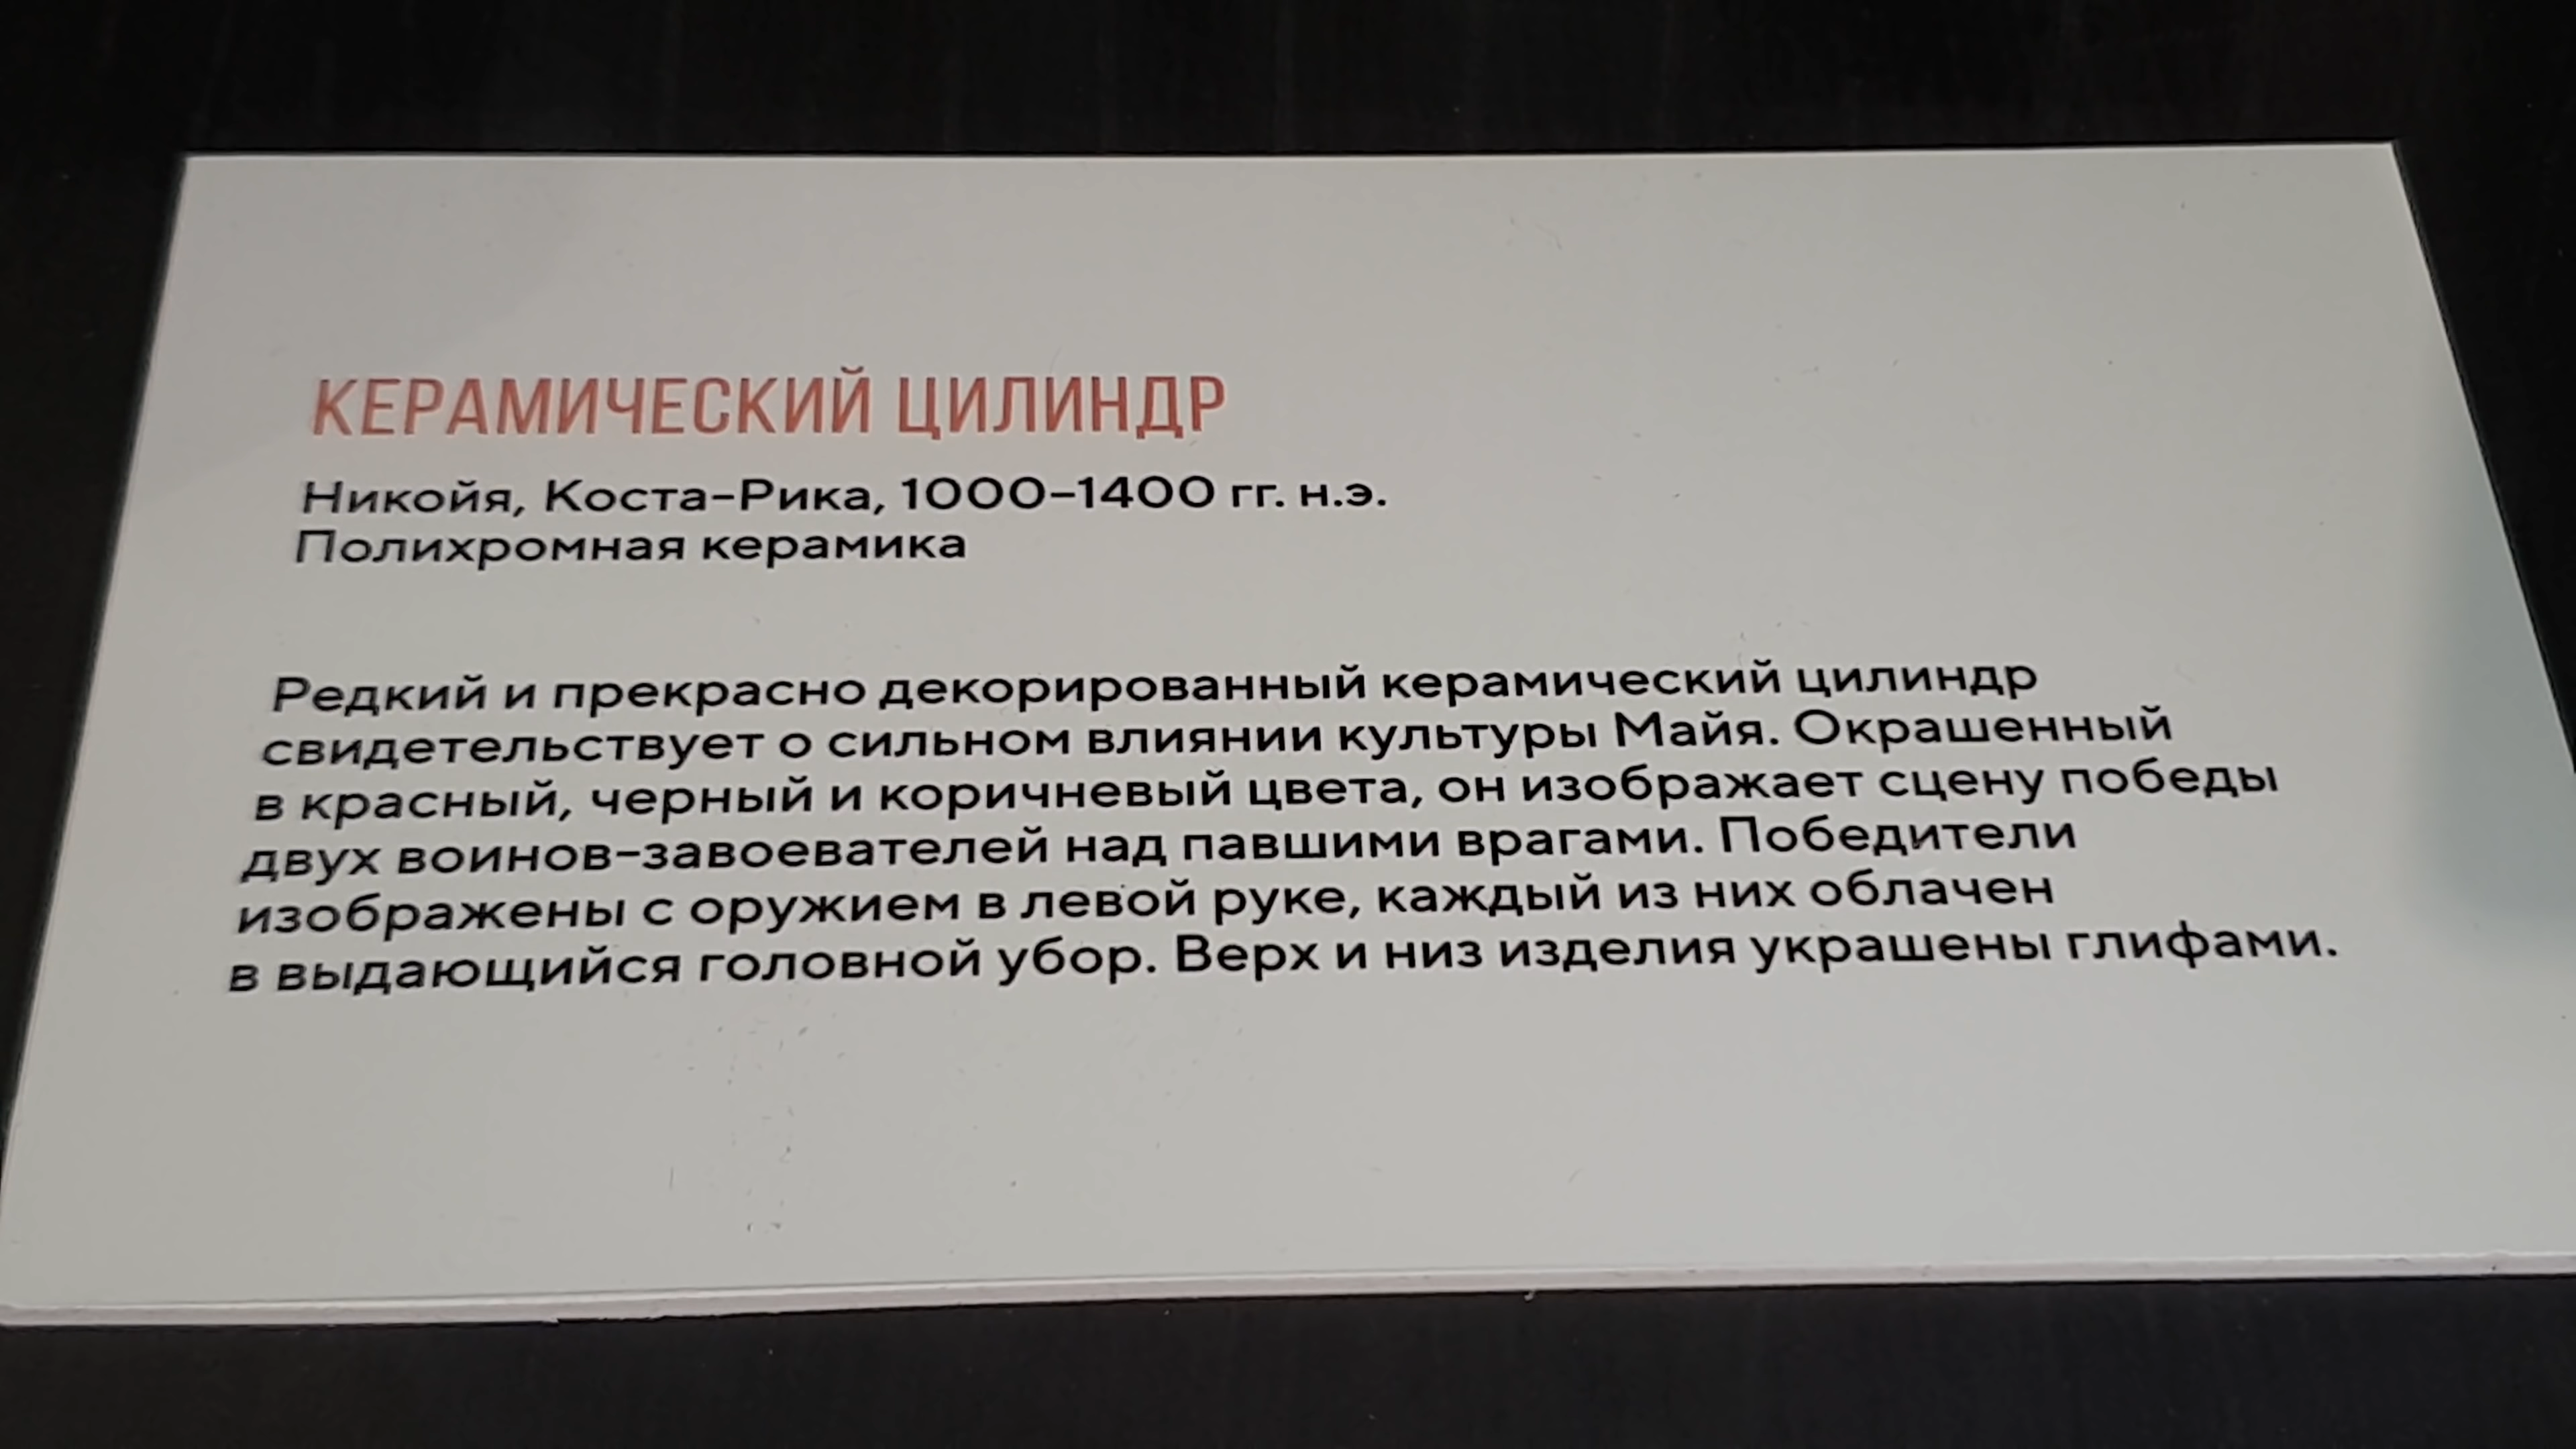 КЕРАМИЧЕСКИЙ ЦИЛИНДР
Никойя, Коста-Рика, 1000–1400 гг. н.э.
Полихромная керамика
Редкий и прекрасно декорированный керамический цилиндр
свидетельствует о сильном влиянии культуры Майя. Окрашенный
в красный, черный и коричневый цвета, он изображает сцену победы
двух воинов-завоевателей над павшими врагами. Победители
изображены с оружием в левой руке, каждый из них облачен
в выдающийся головной убор. Верх и низ изделия украшены глифами.